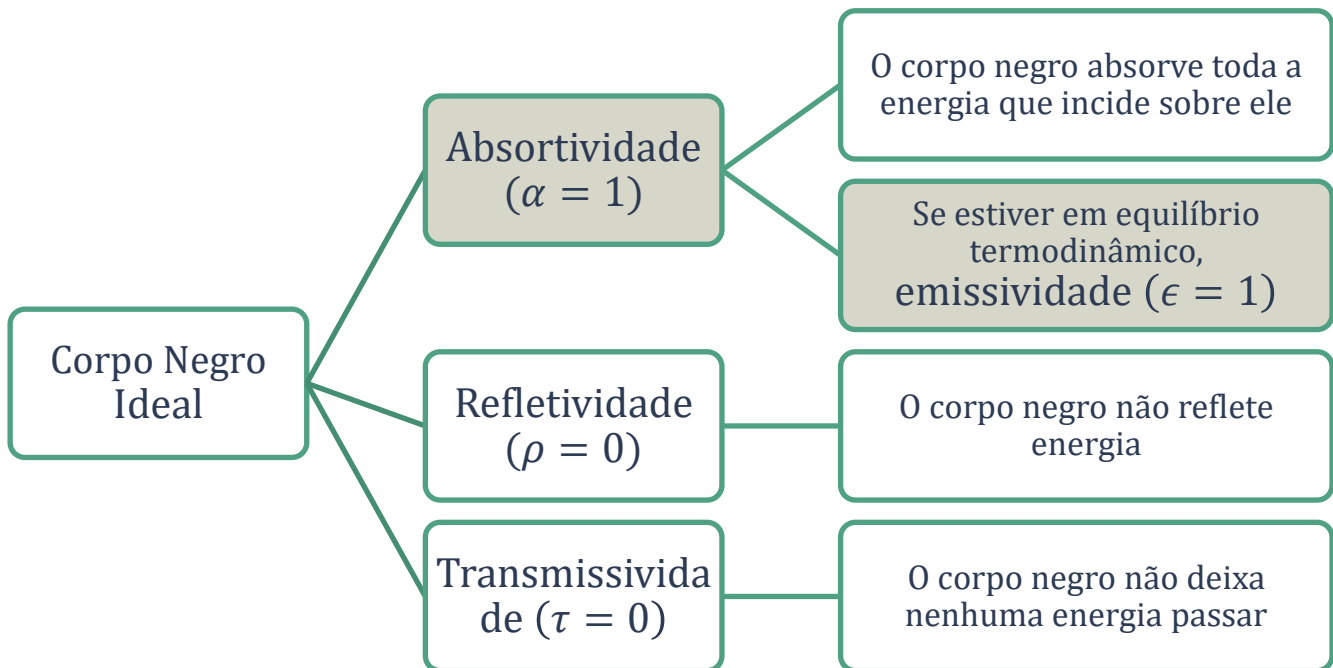 Corpo Negro
Ideal
Absortividade
(α = 1)
O corpo negro absorve toda a
energia que incide sobre ele
Se estiver em equilíbrio
termodinâmico,
emissividade (ϵ = 1)
Refletividade
(ρ = 0)
O corpo negro não reflete
energia
Transmissivida
de (τ = 0)
O corpo negro não deixa
nenhuma energia passar